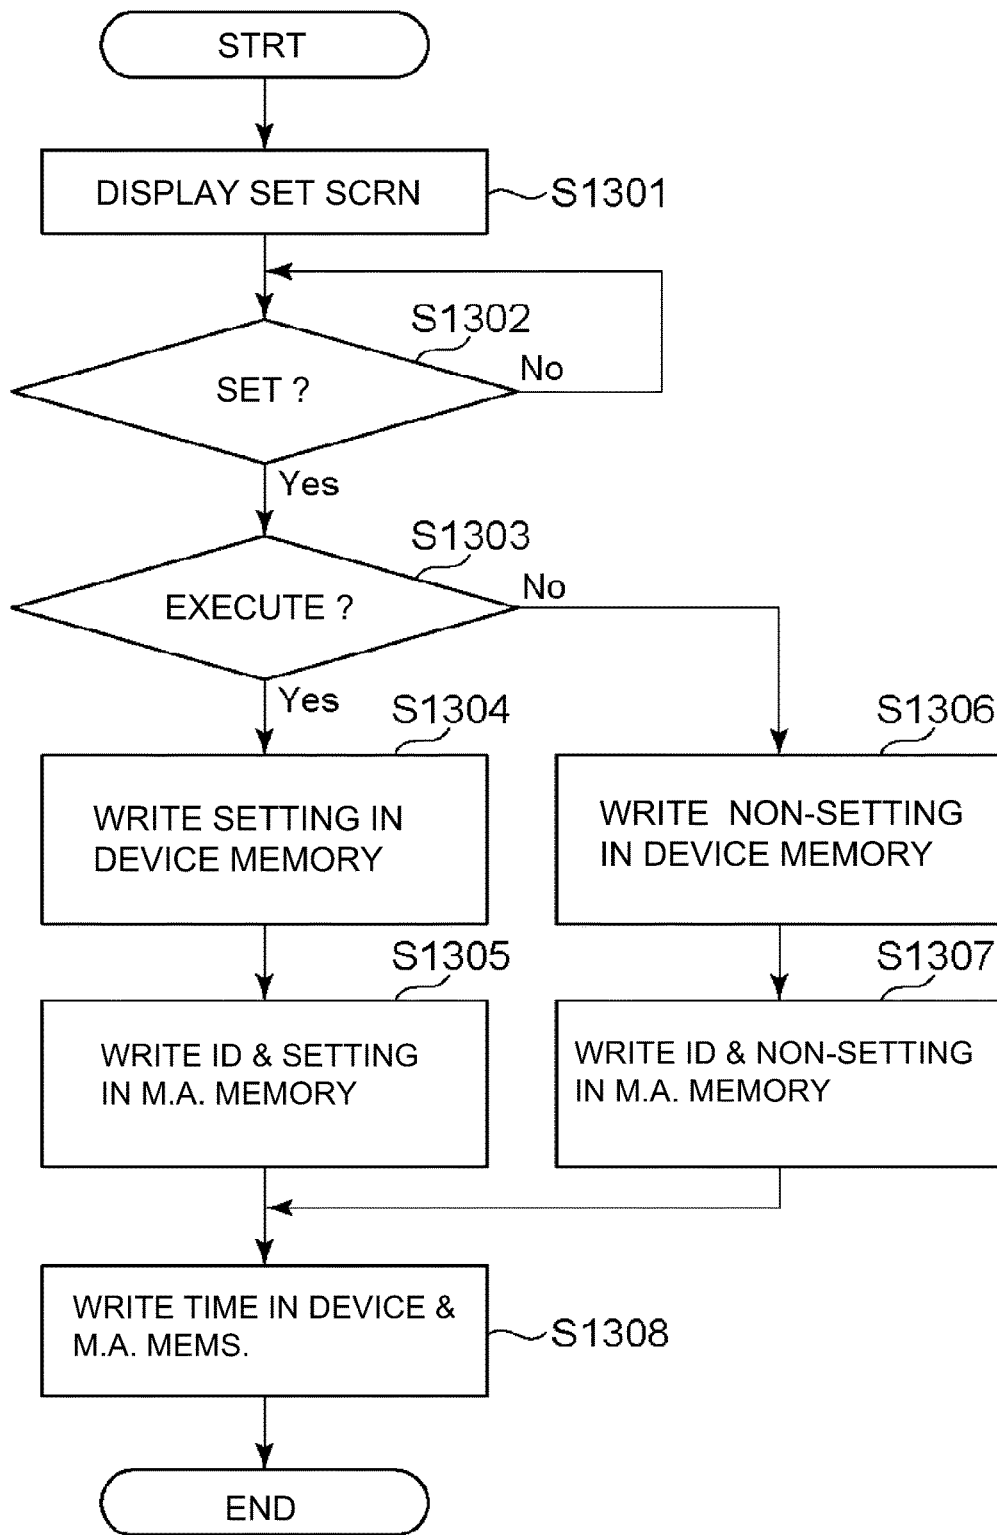 STRT
DISPLAY SET SCRN
S1301
S1302
SET ?
No
Yes
S1303
EXECUTE ?
No
Yes
S1304
WRITE SETTING IN
DEVICE MEMORY
S1306
WRITE NON-SETTING
IN DEVICE MEMORY
S1305
WRITE ID & SETTING
IN M.A. MEMORY
S1307
WRITE ID & NON-SETTING
IN M.A. MEMORY
WRITE TIME IN DEVICE &
M.A. MEMS.
S1308
END